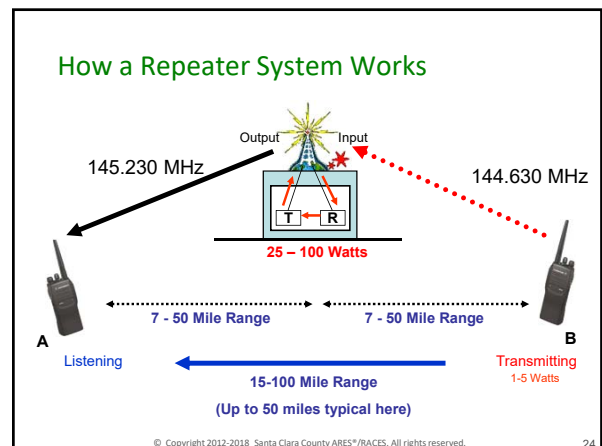 How a Repeater System Works
Output Input
145.230 MHz
144.630 MHz
T R
25 – 100 Watts
A
7 - 50 Mile Range 7 - 50 Mile Range
B
Listening
Transmitting
1-5 Watts
15-100 Mile Range
(Up to 50 miles typical here)
© Copyright 2012-2018 Santa Clara County ARES®/RACES. All rights reserved. 24